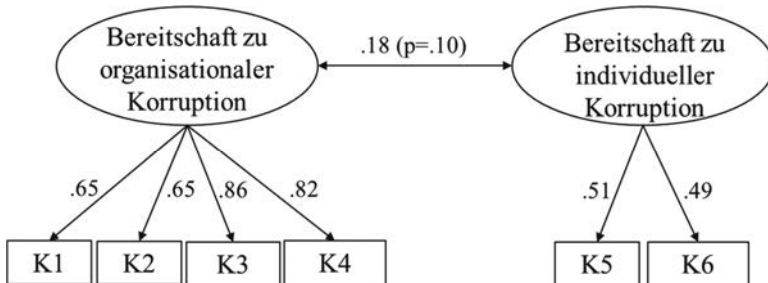 Bereitschaft zu
organisationaler
Korruption
.18 (p=.10)
Bereitschaft zu
individueller
Korruption
.65
.65
.86
.82
.51
.49
K1
K2
K3
K4
K5
K6